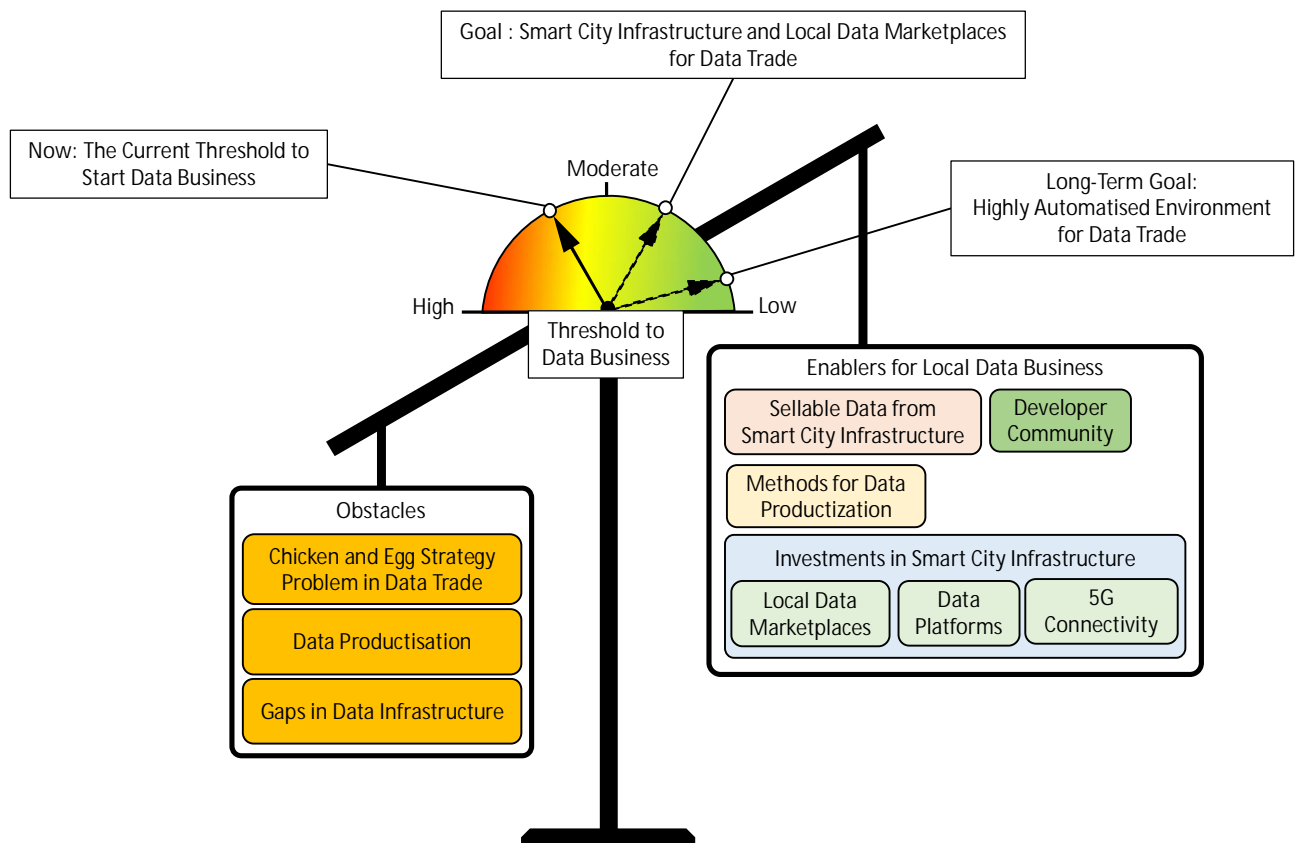 Goal : Smart City Infrastructure and Local Data Marketplaces
for Data Trade
Now: The Current Threshold to
Start Data Business
Moderate
Long-Term Goal:
Highly Automatised Environment
for Data Trade
High
Low
Threshold to
Data Business
Enablers for Local Data Business
Sellable Data from
Smart City Infrastructure
Developer
Community
Methods for Data
Productization
Investments in Smart City Infrastructure
Local Data
Marketplaces
Data
Platforms
5G
Connectivity
Obstacles
Chicken and Egg Strategy
Problem in Data Trade
Data Productisation
Gaps in Data Infrastructure